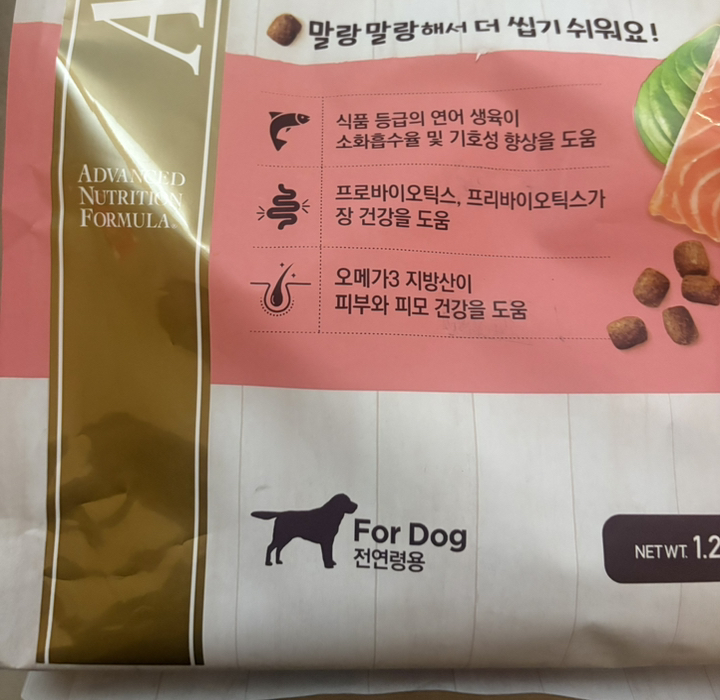 말랑말랑해서 더 씹기 쉬워요!
A
ADVANCED
NUTRITION
FORMULA
식품 등급의 연어 생육이
소화흡수율 및 기호성 향상을 도움
프로바이오틱스, 프리바이오틱스가
장 건강을 도움
오메가3 지방산이
피부와 피모 건강을 도움
For Dog
전연령용
NET WT. 1.2